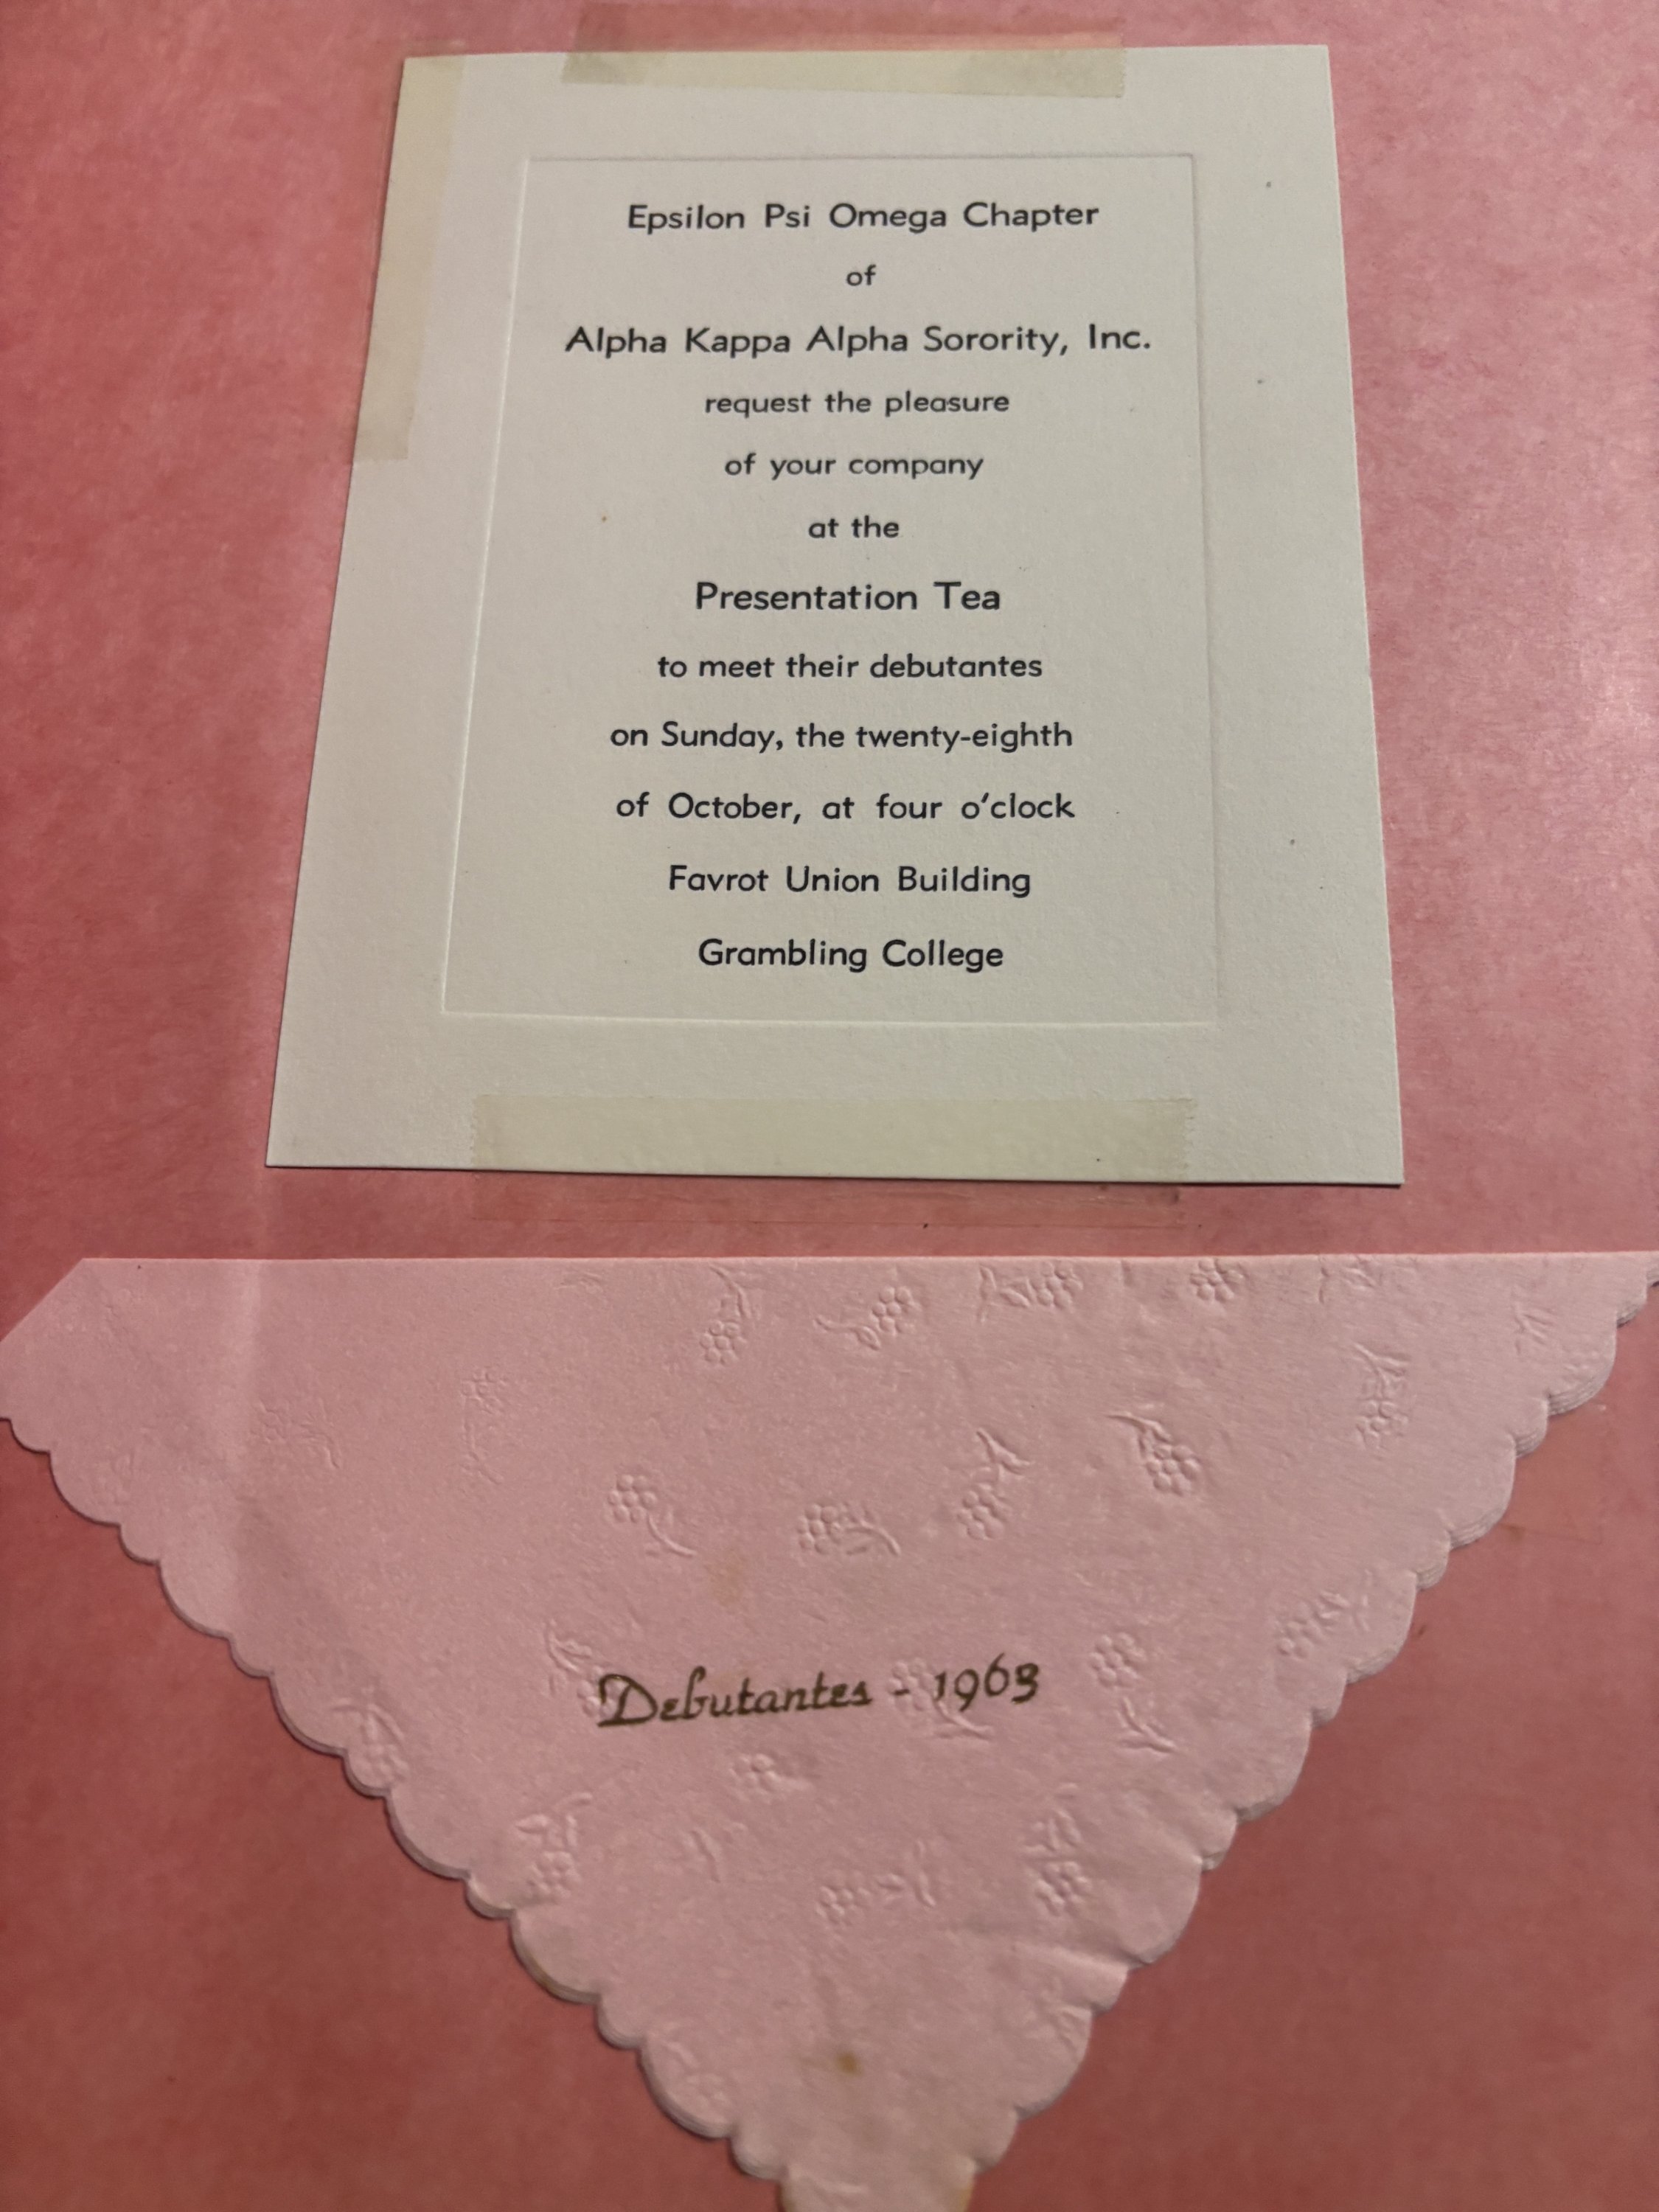 Epsilon Psi Omega Chapter
of
Alpha Kappa Alpha Sorority, Inc.
request the pleasure
of your company
at the
Presentation Tea
to meet their debutantes
on Sunday, the twenty-eighth
of October, at four o'clock
Favrot Union Building
Grambling College
Debutantes - 1963